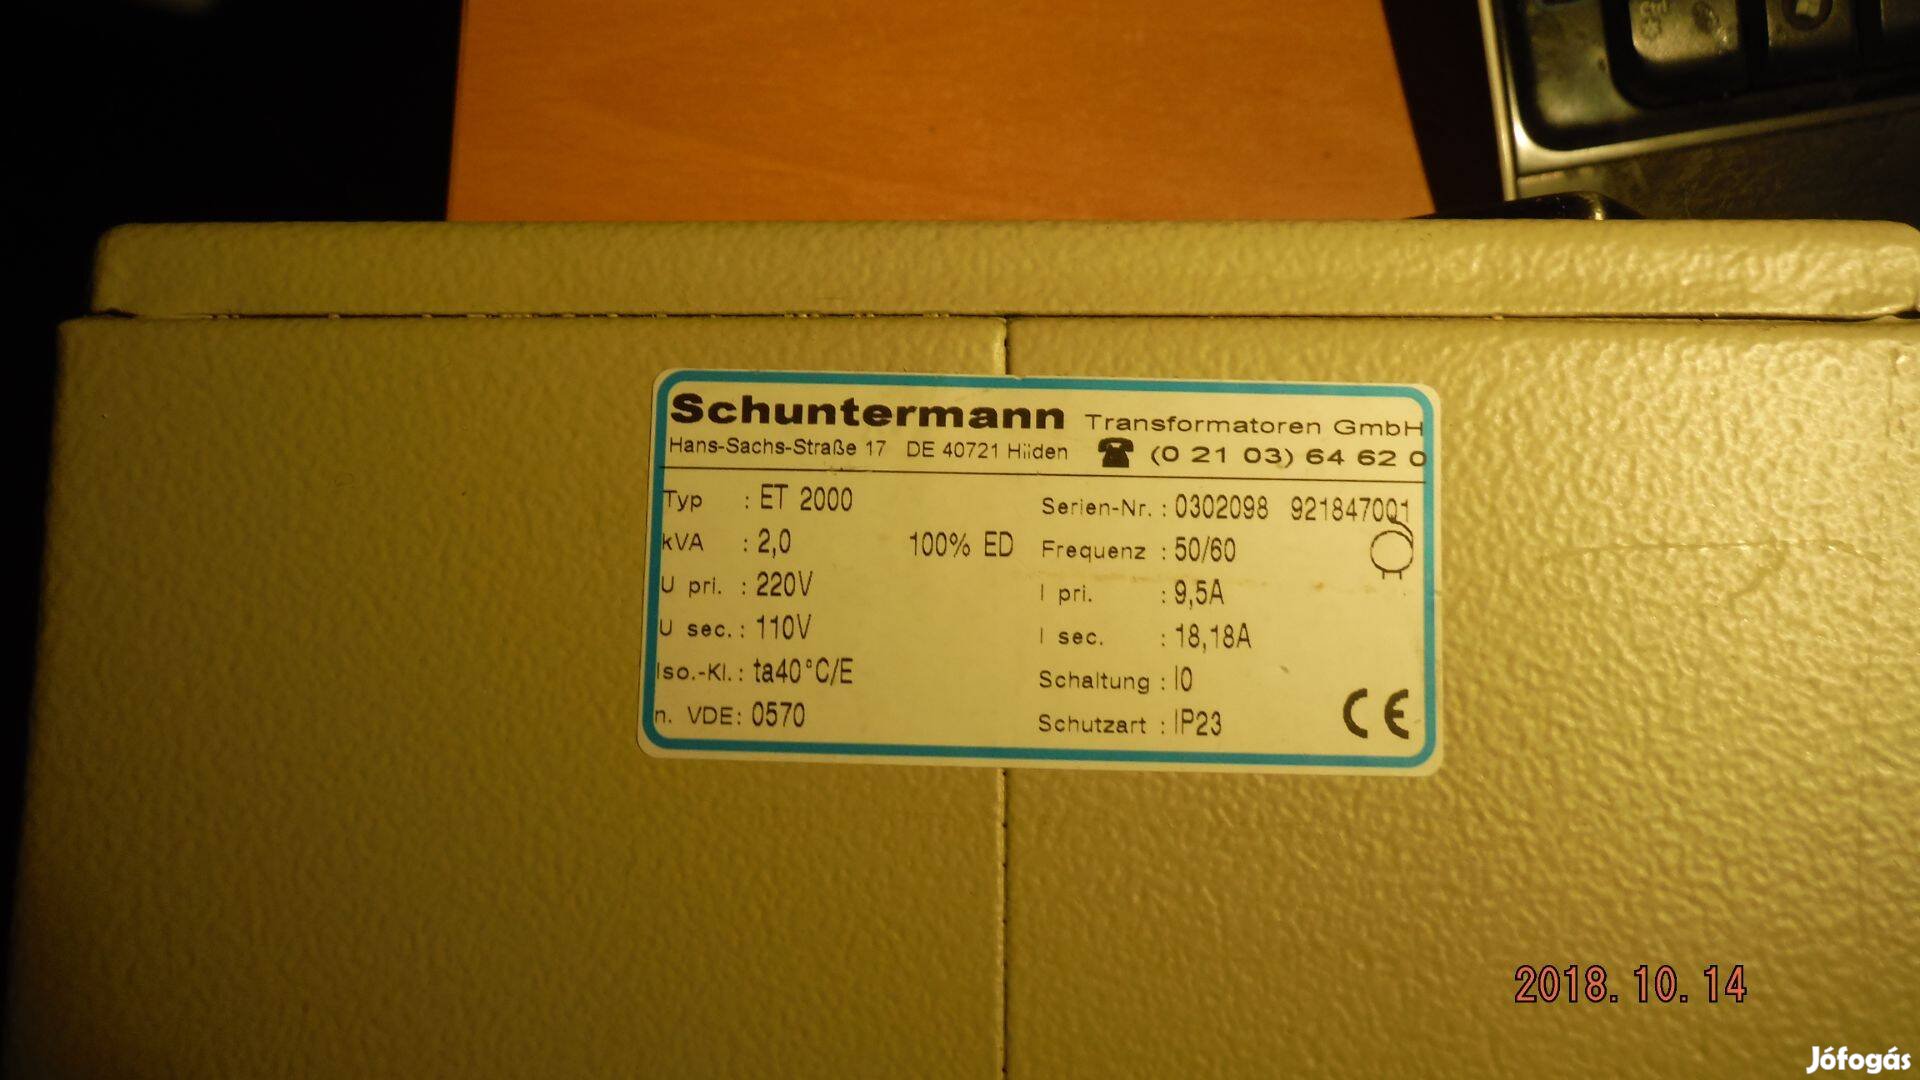 Schuntermann Transformatoren GmbH
Hans-Sachs-Straße 17 DE 40721 Hilden ☎ (0 21 03) 64 62 0
Typ : ET 2000 Serien-Nr. : 0302098 921847001
kVA : 2,0 100% ED Frequenz : 50/60
U pri. : 220V I pri. : 9,5A
U sec. : 110V I sec. : 18,18A
Iso.-Kl. : ta40°C/E Schaltung : I0
n. VDE: 0570 Schutzart : IP23
CE
Ctrl
2018.10.14
Jófogás